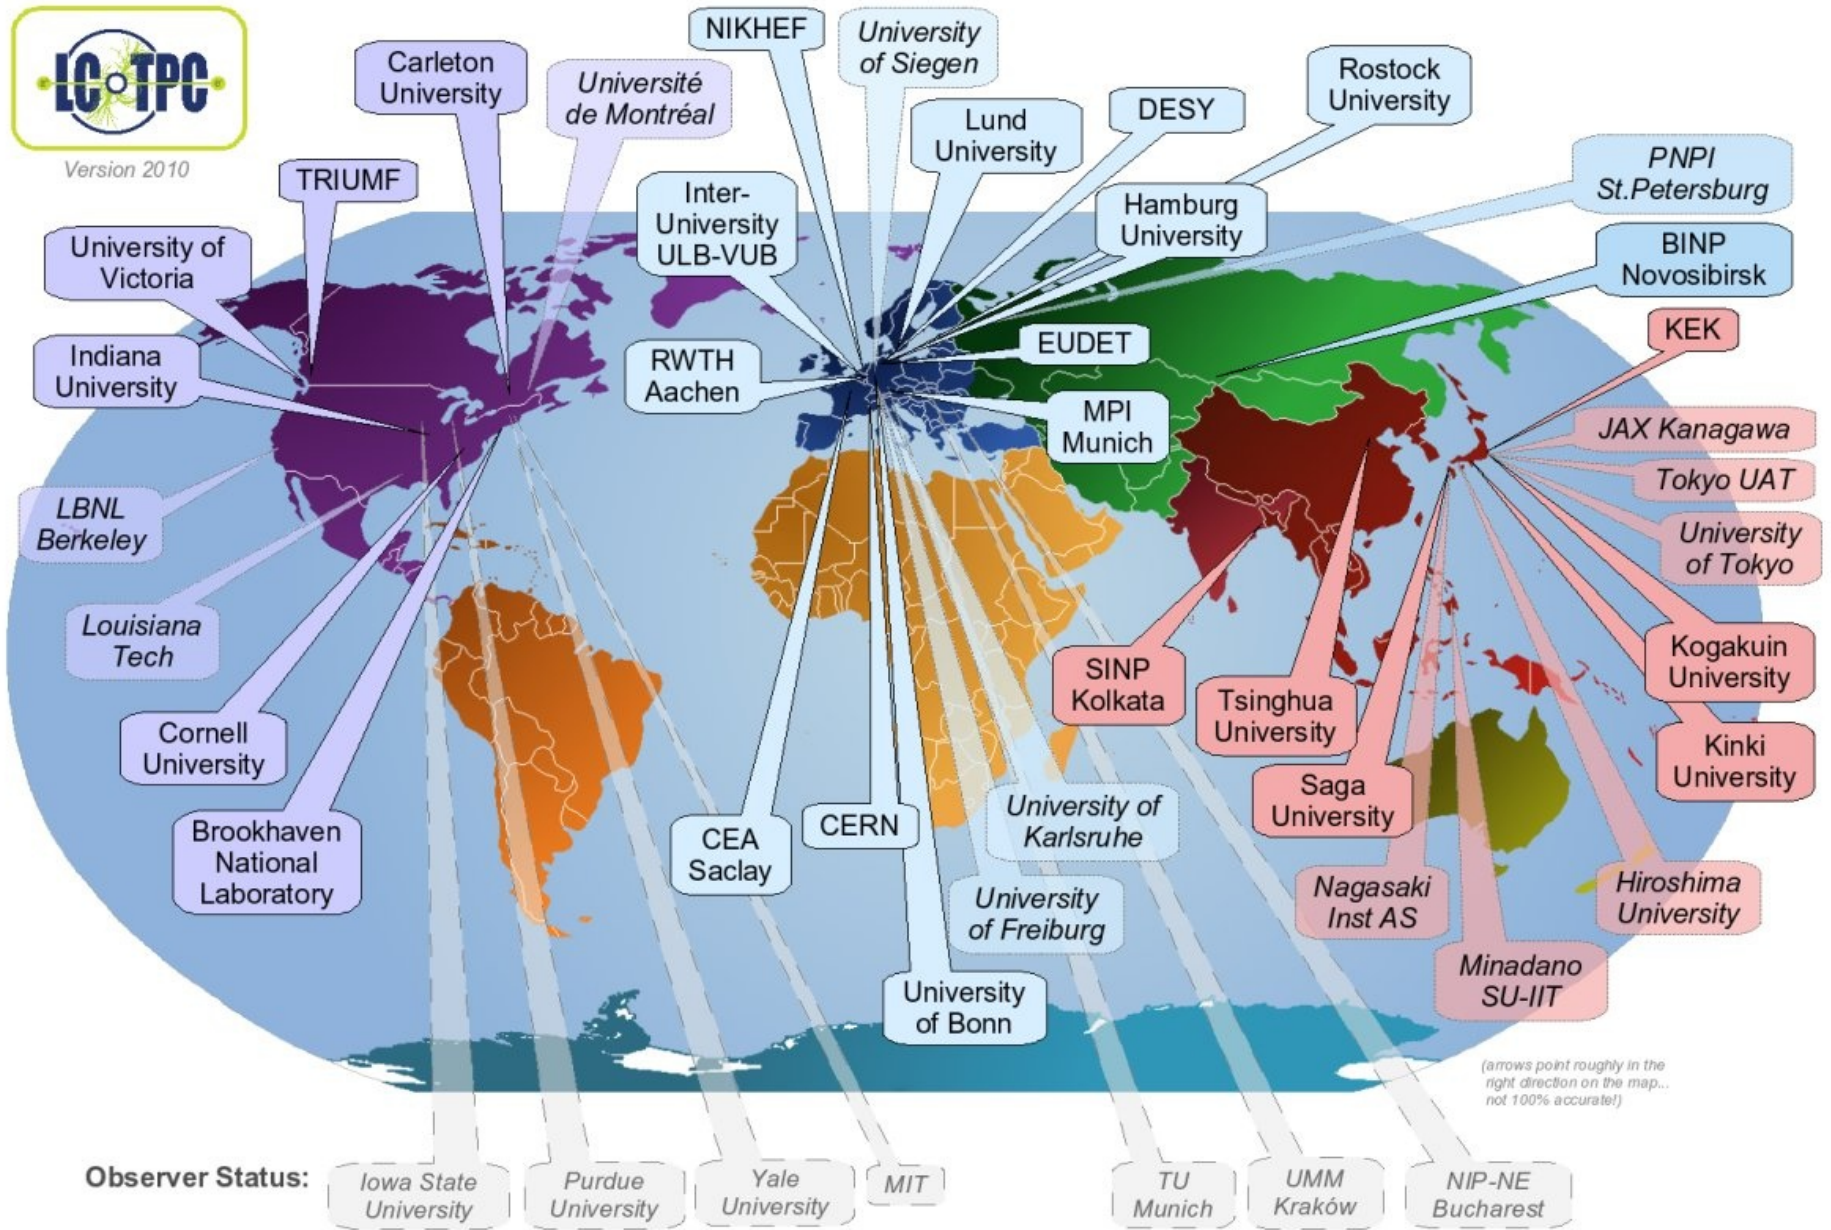 LC TPC
Version 2010
Carleton
University
Université
de Montréal
NIKHEF
University
of Siegen
Lund
University
DESY
Rostock
University
PNPI
St.Petersburg
TRIUMF
Inter-
University
ULB-VUB
Hamburg
University
BINP
Novosibirsk
University of
Victoria
Indiana
University
RWTH
Aachen
EUDET
MPI
Munich
KEK
JAX Kanagawa
Tokyo UAT
University
of Tokyo
LBNL
Berkeley
Louisiana
Tech
Cornell
University
Brookhaven
National
Laboratory
CEA
Saclay
CERN
University of
Karlsruhe
University
of Freiburg
University
of Bonn
SINP
Kolkata
Tsinghua
University
Saga
University
Kogakuin
University
Kinki
University
Nagasaki
Inst AS
Hiroshima
University
Minadano
SU-IIT
(arrows point roughly in the
right direction on the map...
not 100% accurate!)
Observer Status:
Iowa State
University
Purdue
University
Yale
University
MIT
TU
Munich
UMM
Kraków
NIP-NE
Bucharest